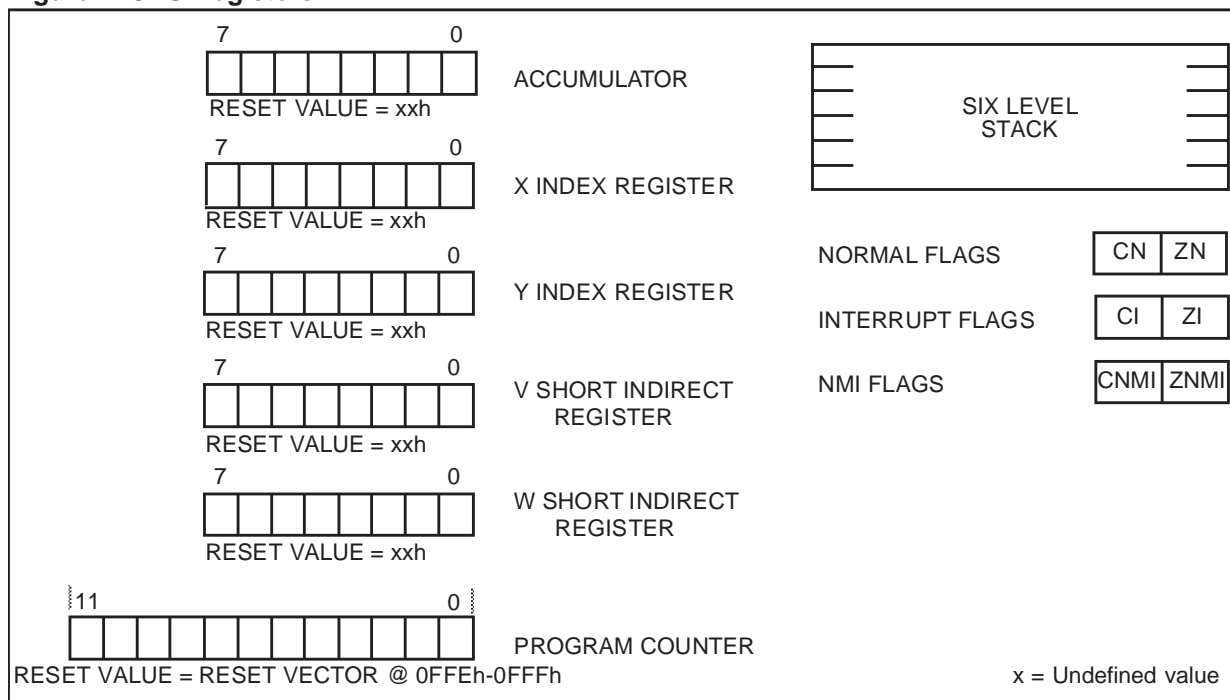 7 0
ACCUMULATOR
RESET VALUE = xxh
7 0
X INDEX REGISTER
RESET VALUE = xxh
7 0
Y INDEX REGISTER
RESET VALUE = xxh
7 0
V SHORT INDIRECT
REGISTER
RESET VALUE = xxh
7 0
W SHORT INDIRECT
REGISTER
RESET VALUE = xxh
11 0
PROGRAM COUNTER
RESET VALUE = RESET VECTOR @ 0FFEh-0FFFh
SIX LEVEL
STACK
NORMAL FLAGS CN ZN
INTERRUPT FLAGS CI ZI
NMI FLAGS CNMI ZNMI
x = Undefined value